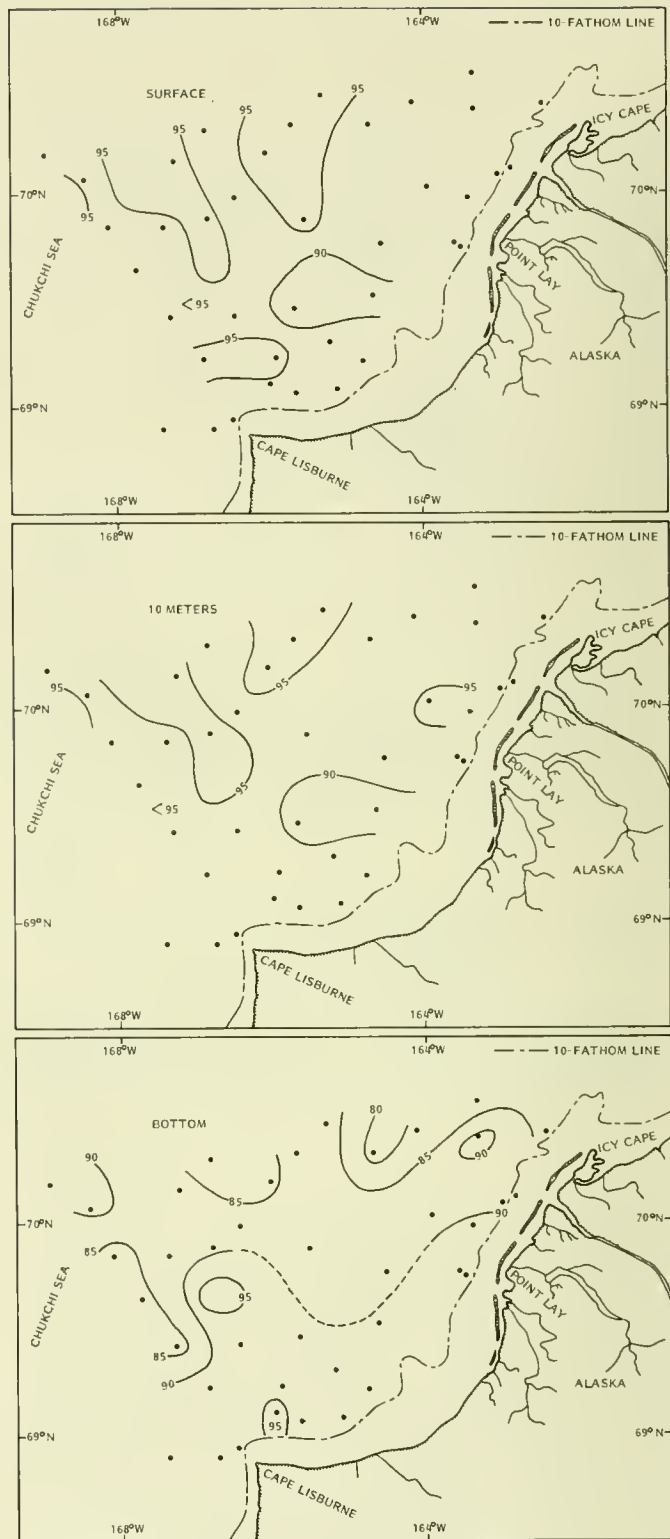 168°W
164°W
10-FATHOM LINE
SURFACE
95
95
95
95
ICY CAPE
70°N
70°N
95
CHUKCHI SEA
90
POINT LAY
<95
95
ALASKA
69°N
69°N
CAPE LISBURNE
168°W
164°W
10-FATHOM LINE
10 METERS
ICY CAPE
95
95
95
70°N
70°N
CHUKCHI SEA
90
POINT LAY
95
<95
ALASKA
69°N
69°N
CAPE LISBURNE
168°W
164°W
10-FATHOM LINE
BOTTOM
80
90
85
90
85
ICY CAPE
70°N
90
70°N
85
CHUKCHI SEA
95
POINT LAY
85
90
ALASKA
95
69°N
69°N
CAPE LISBURNE
168°W
164°W